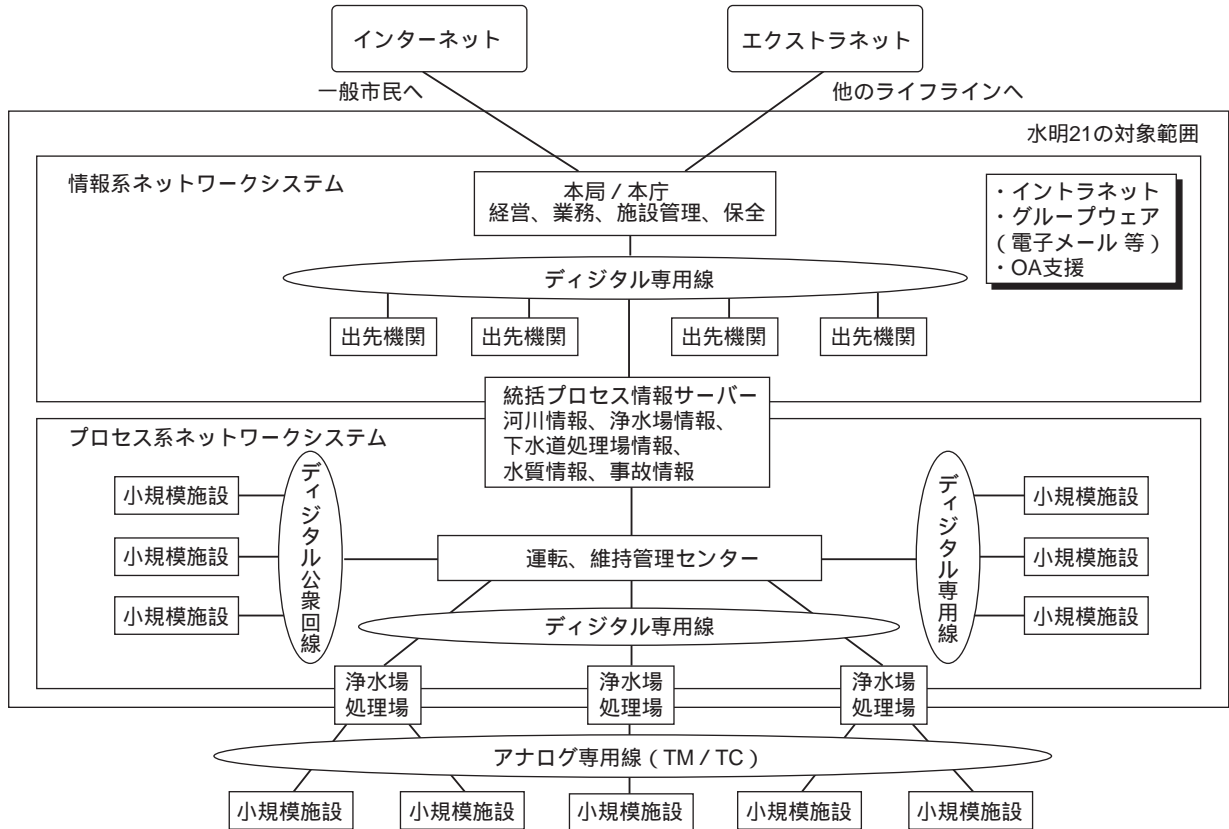 インターネット
エクストラネット
一般市民へ
他のライフラインへ
水明21の対象範囲
情報系ネットワークシステム
本局 / 本庁
経営、業務、施設管理、保全
・イントラネット
・グループウェア
（電子メール 等）
・OA支援
ディジタル専用線
出先機関
出先機関
出先機関
出先機関
統括プロセス情報サーバー
河川情報、浄水場情報、
下水道処理場情報、
水質情報、事故情報
プロセス系ネットワークシステム
小規模施設
小規模施設
小規模施設
ディジタル公衆回線
運転、維持管理センター
ディジタル専用線
ディジタル専用線
小規模施設
小規模施設
小規模施設
浄水場
処理場
浄水場
処理場
浄水場
処理場
アナログ専用線（TM / TC）
小規模施設
小規模施設
小規模施設
小規模施設
小規模施設